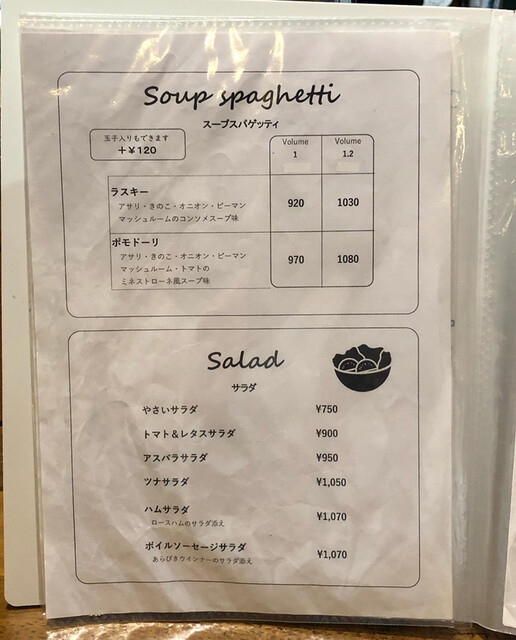 Soup spaghetti
スープスパゲッティ
玉子入りもできます
＋¥120
Volume 1
Volume 1.2
ラスキー
アサリ・きのこ・オニオン・ピーマン
マッシュルームのコンソメスープ味
920 1030
ポモドーリ
アサリ・きのこ・オニオン・ピーマン
マッシュルーム・トマトの
ミネストローネ風スープ味
970 1080
Salad
サラダ
やさいサラダ ¥750
トマト＆レタスサラダ ¥900
アスパラサラダ ¥950
ツナサラダ ¥1,050
ハムサラダ ¥1,070
ロースハムのサラダ添え
ボイルソーセージサラダ ¥1,070
あらびきウインナーのサラダ添え